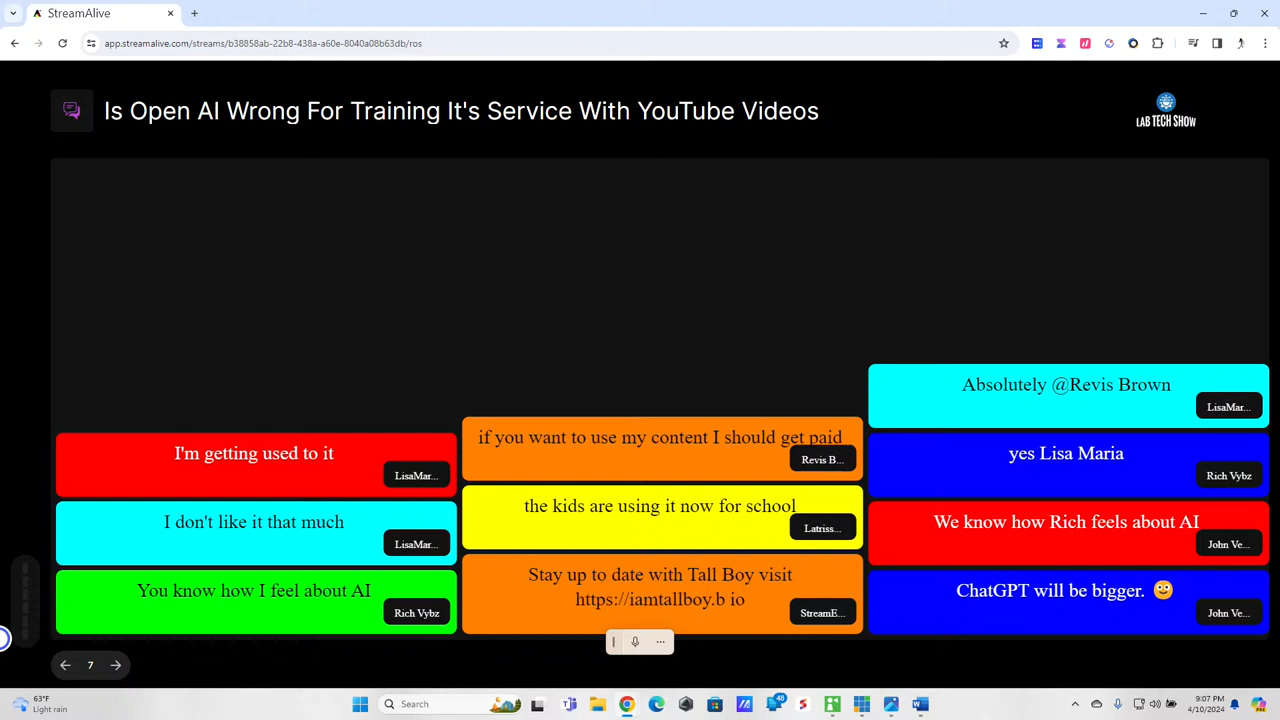 StreamAlive
app.streamalive.com/streams/b38858ab-22b8-438a-a60c-8040a08b63db/ros
Is Open AI Wrong For Training It's Service With YouTube Videos
LAB TECH SHOW
Absolutely @Revis Brown
LisaMar...
I'm getting used to it
LisaMar...
if you want to use my content I should get paid
Revis B...
yes Lisa Maria
Rich Vybz
I don't like it that much
LisaMar...
the kids are using it now for school
Latriss...
We know how Rich feels about AI
John Ve...
You know how I feel about AI
Rich Vybz
Stay up to date with Tall Boy visit
https://iamtallboy.b io
StreamE...
ChatGPT will be bigger. 🙂
John Ve...
7
63°F
Light rain
Search
48
9:07 PM
4/10/2024